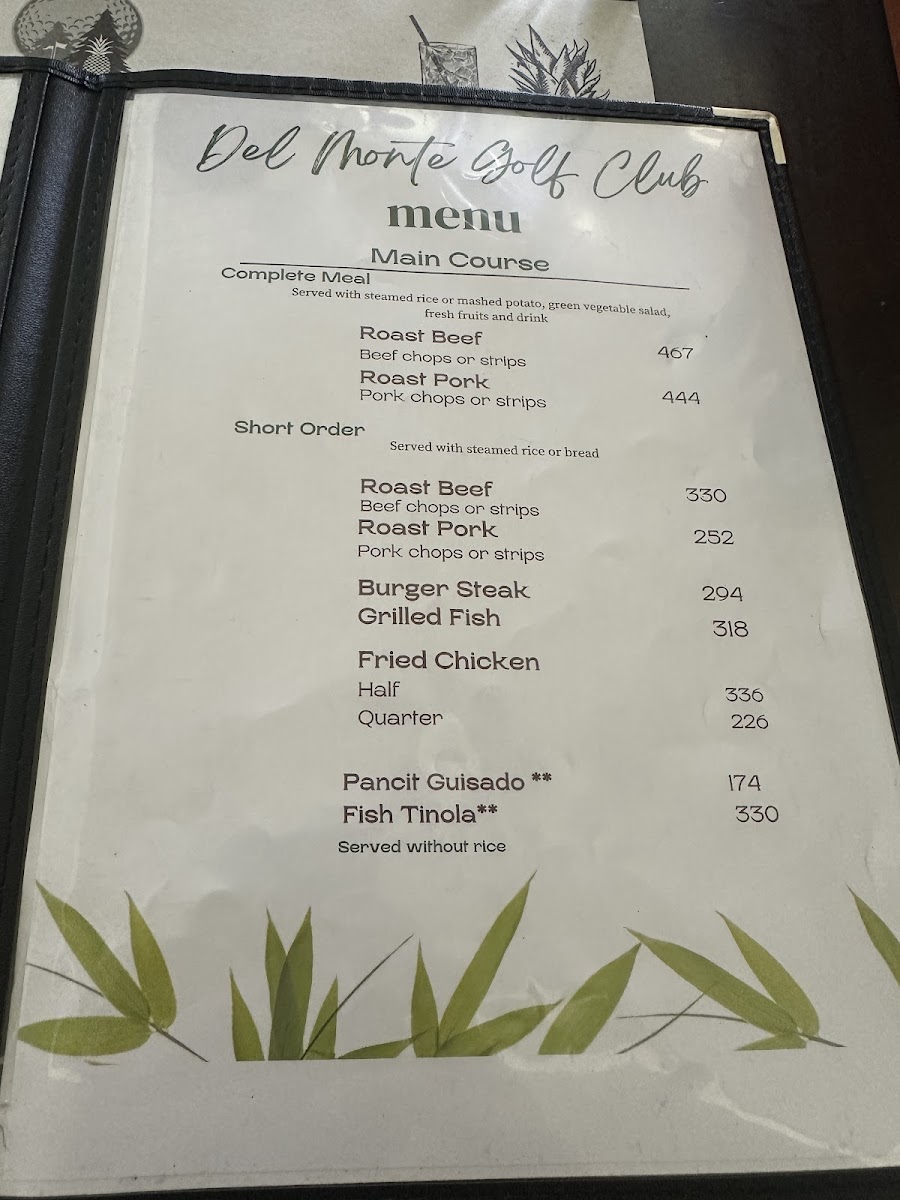 Del Monte Golf Club
menu
Main Course
Complete Meal
Served with steamed rice or mashed potato, green vegetable salad,
fresh fruits and drink
Roast Beef
Beef chops or strips 467
Roast Pork
Pork chops or strips 444
Short Order
Served with steamed rice or bread
Roast Beef 330
Beef chops or strips
Roast Pork 252
Pork chops or strips
Burger Steak 294
Grilled Fish 318
Fried Chicken
Half 336
Quarter 226
Pancit Guisado ** 174
Fish Tinola** 330
Served without rice